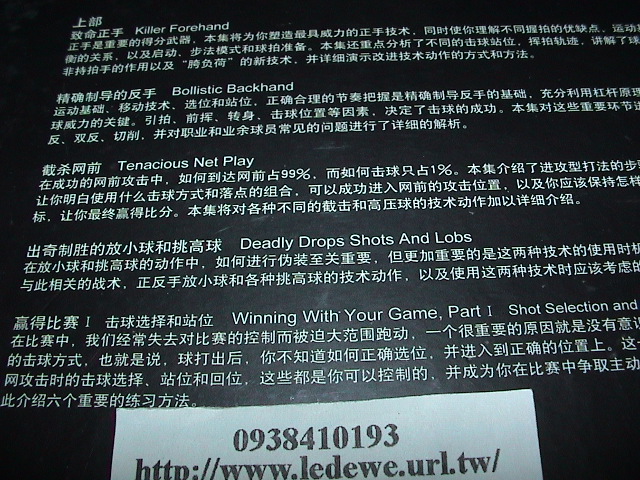 上部
致命正手 Killer Forehand
正手是重要的得分武器，本集将为你塑造最具威力的正手技术，同时使你理解不同握拍的优缺点、运动基
衡的关系，以及启动、步法模式和球拍准备。本集还重点分析了不同的击球站位，挥拍轨迹，讲解了球
非持拍手的作用以及“胯负荷”的新技术，并详细演示改进技术动作的方式和方法。
精确制导的反手 Bollistic Backhand
运动基础、移动技术、选位和站位，正确合理的节奏把握是精确制导反手的基础，充分利用杠杆原理
球威力的关键。引拍、前挥、转身、击球位置等因素，决定了击球的成功。本集对这些重要环节进
反、双反、切削，并对职业和业余球员常见的问题进行了详细的解析。
截杀网前 Tenacious Net Play
在成功的网前攻击中，如何到达网前占99%，而如何击球只占1%。本集介绍了进攻型打法的步
让你明白使用什么击球方式和落点的组合，可以成功进入网前的攻击位置，以及你应该保持怎样
标，让你最终赢得比分。本集将对各种不同的截击和高压球的技术动作加以详细介绍。
出奇制胜的放小球和挑高球 Deadly Drops Shots And Lobs
在放小球和挑高球的动作中，如何进行伪装至关重要，但更加重要的是这两种技术的使用时机
与此相关的战术，正反手放小球和各种挑高球的技术动作，以及使用这两种技术时应该考虑的
赢得比赛Ⅰ 击球选择和站位 Winning With Your Game, Part Ⅰ Shot Selection and
在比赛中，我们经常失去对比赛的控制而被迫大范围跑动，一个很重要的原因就是没有意识
的击球方式，也就是说，球打出后，你不知道如何正确选位，并进入到正确的位置上。这一
网攻击时的击球选择、站位和回位，这些都是你可以控制的，并成为你在比赛中争取主动
此介绍六个重要的练习方法。
0938410193
http://www.ledewe.url.tw/